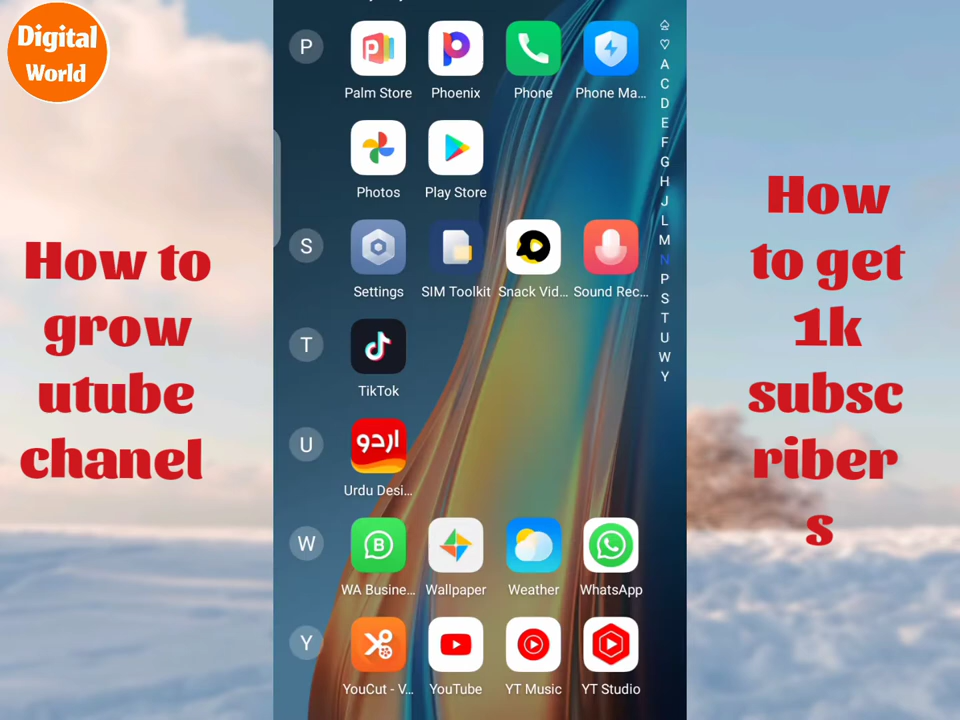 Digital
World
How to
grow
utube
chanel
P
Palm Store
Phoenix
Phone
Phone Ma...
Photos
Play Store
S
Settings
SIM Toolkit
Snack Vid...
Sound Rec...
T
TikTok
U
اردو
Urdu Desi...
W
WA Busine...
Wallpaper
Weather
WhatsApp
Y
YouCut - V...
YouTube
YT Music
YT Studio
A
C
D
E
F
G
H
J
L
M
N
P
S
T
U
W
Y
How
to get
1k
subsc
riber
s